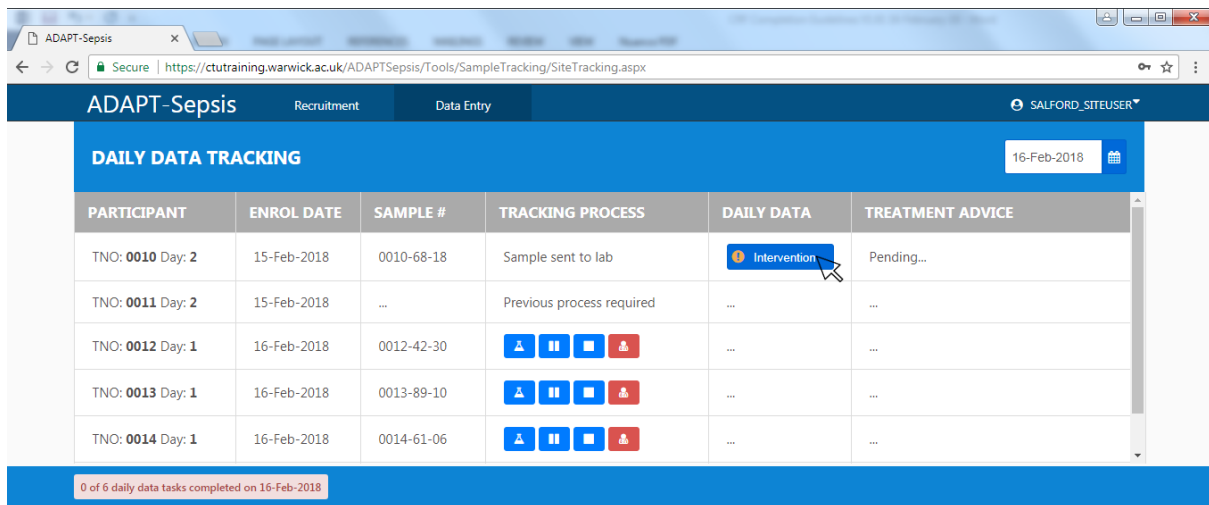 ADAPT-Sepsis
Secure | https://ctutraining.warwick.ac.uk/ADAPTSepsis/Tools/SampleTracking/SiteTracking.aspx
ADAPT-Sepsis Recruitment Data Entry SALFORD_SITEUSER
DAILY DATA TRACKING 16-Feb-2018
PARTICIPANT ENROL DATE SAMPLE # TRACKING PROCESS DAILY DATA TREATMENT ADVICE
TNO: 0010 Day: 2 15-Feb-2018 0010-68-18 Sample sent to lab Intervention Pending...
TNO: 0011 Day: 2 15-Feb-2018 ... Previous process required ... ...
TNO: 0012 Day: 1 16-Feb-2018 0012-42-30 ... ...
TNO: 0013 Day: 1 16-Feb-2018 0013-89-10 ... ...
TNO: 0014 Day: 1 16-Feb-2018 0014-61-06 ... ...
0 of 6 daily data tasks completed on 16-Feb-2018